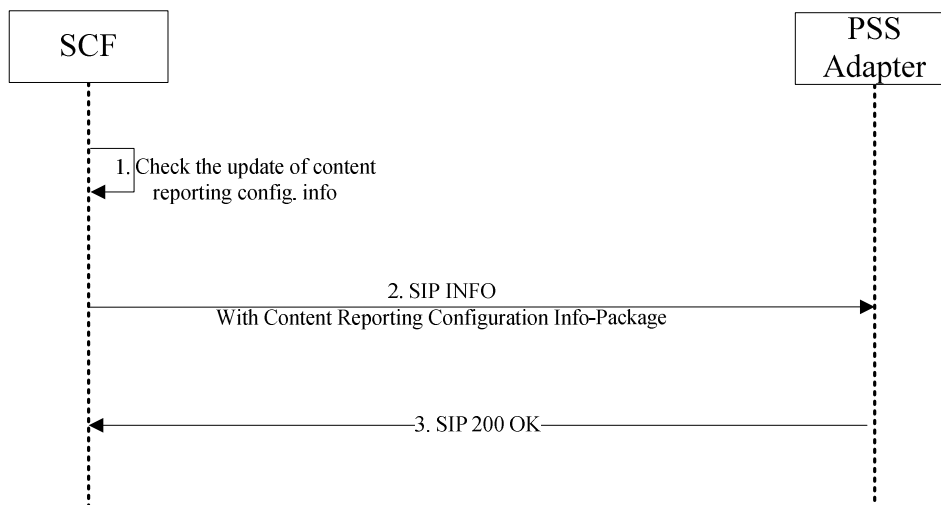 SCF
PSS
Adapter
1. Check the update of content
reporting config. info
2. SIP INFO
With Content Reporting Configuration Info-Package
3. SIP 200 OK